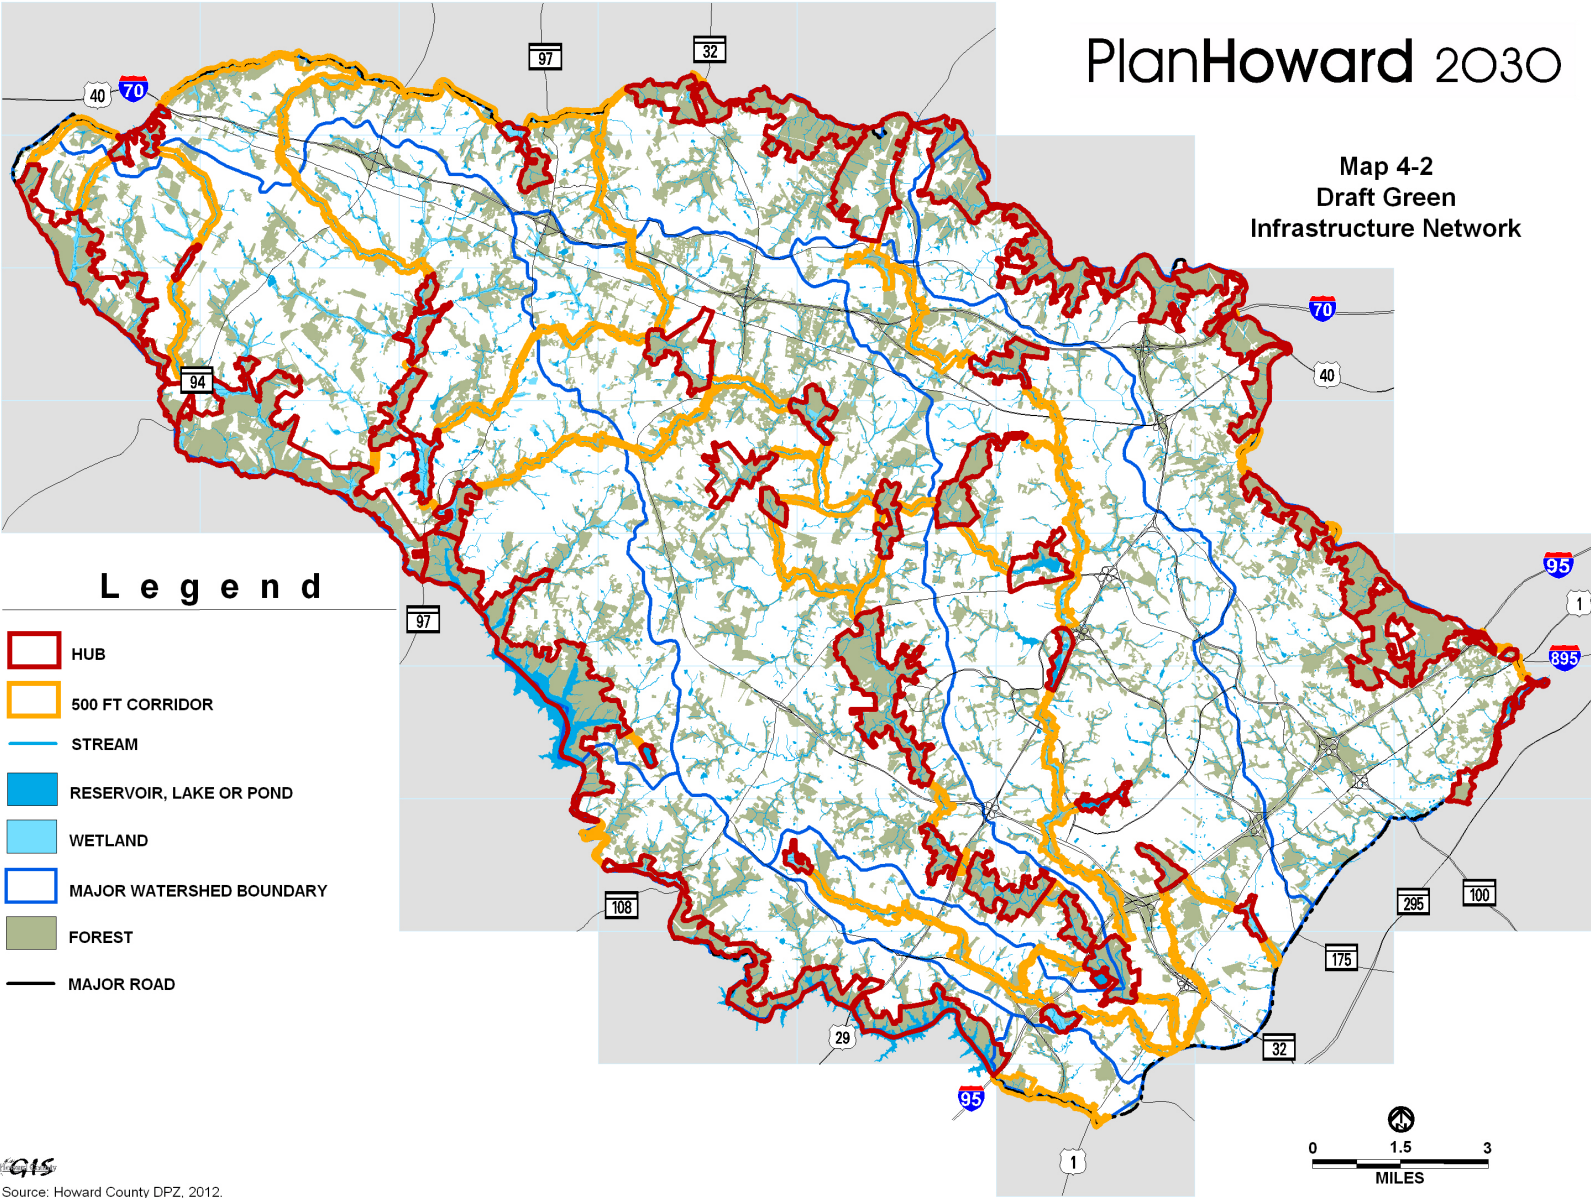 PlanHoward 2030
Map 4-2
Draft Green
Infrastructure Network
97
32
40
70
70
40
94
97
95
1
895
108
29
95
1
32
175
295
100
Legend
HUB
500 FT CORRIDOR
STREAM
RESERVOIR, LAKE OR POND
WETLAND
MAJOR WATERSHED BOUNDARY
FOREST
MAJOR ROAD
N
0 1.5 3
MILES
Howard County
GIS
Source: Howard County DPZ, 2012.